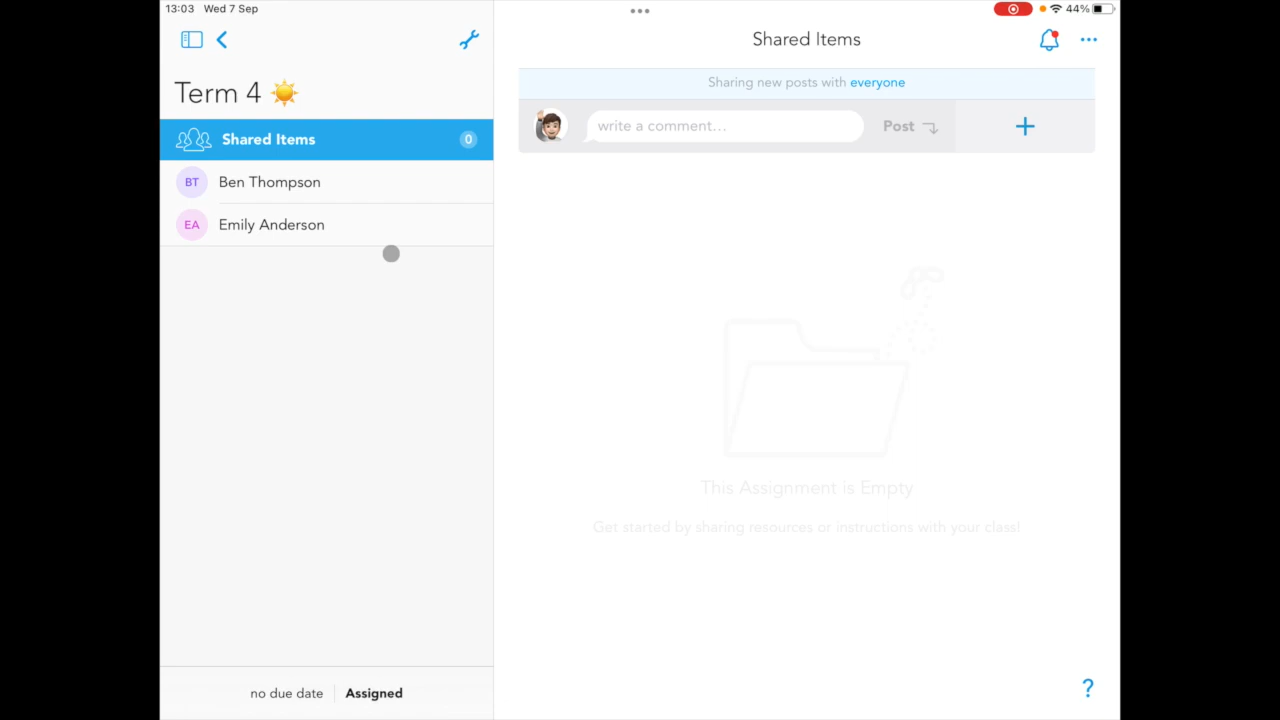 13:03 Wed 7 Sep
44%
Term 4
Shared Items 0
BT Ben Thompson
EA Emily Anderson
no due date Assigned
Shared Items
Sharing new posts with everyone
write a comment... Post
This Assignment is Empty
Get started by sharing resources or instructions with your class!
?